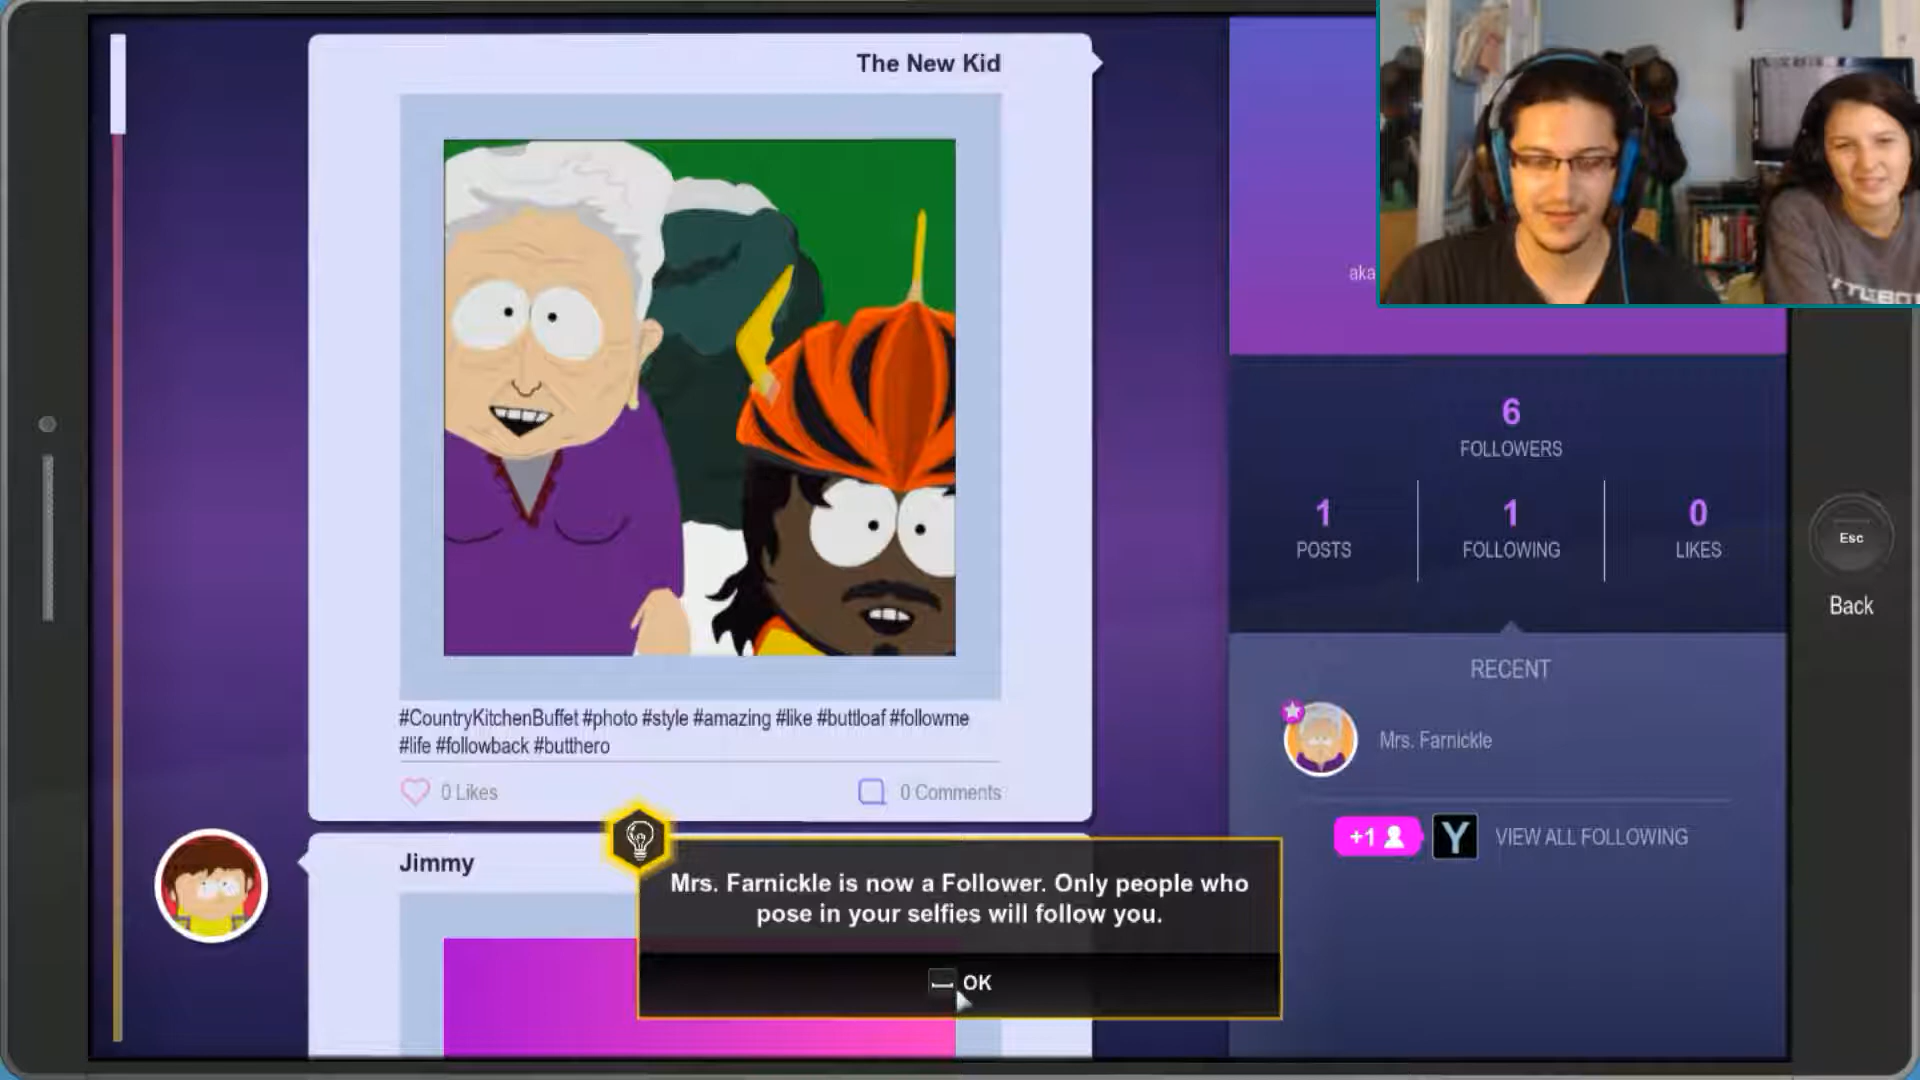 The New Kid
#CountryKitchenBuffet #photo #style #amazing #like #buttloaf #followme
#life #followback #butthero
0 Likes
0 Comments
Jimmy
Mrs. Farnickle is now a Follower. Only people who
pose in your selfies will follow you.
OK
aka
6
FOLLOWERS
1
POSTS
1
FOLLOWING
0
LIKES
RECENT
Mrs. Farnickle
+1
Y
VIEW ALL FOLLOWING
Esc
Back